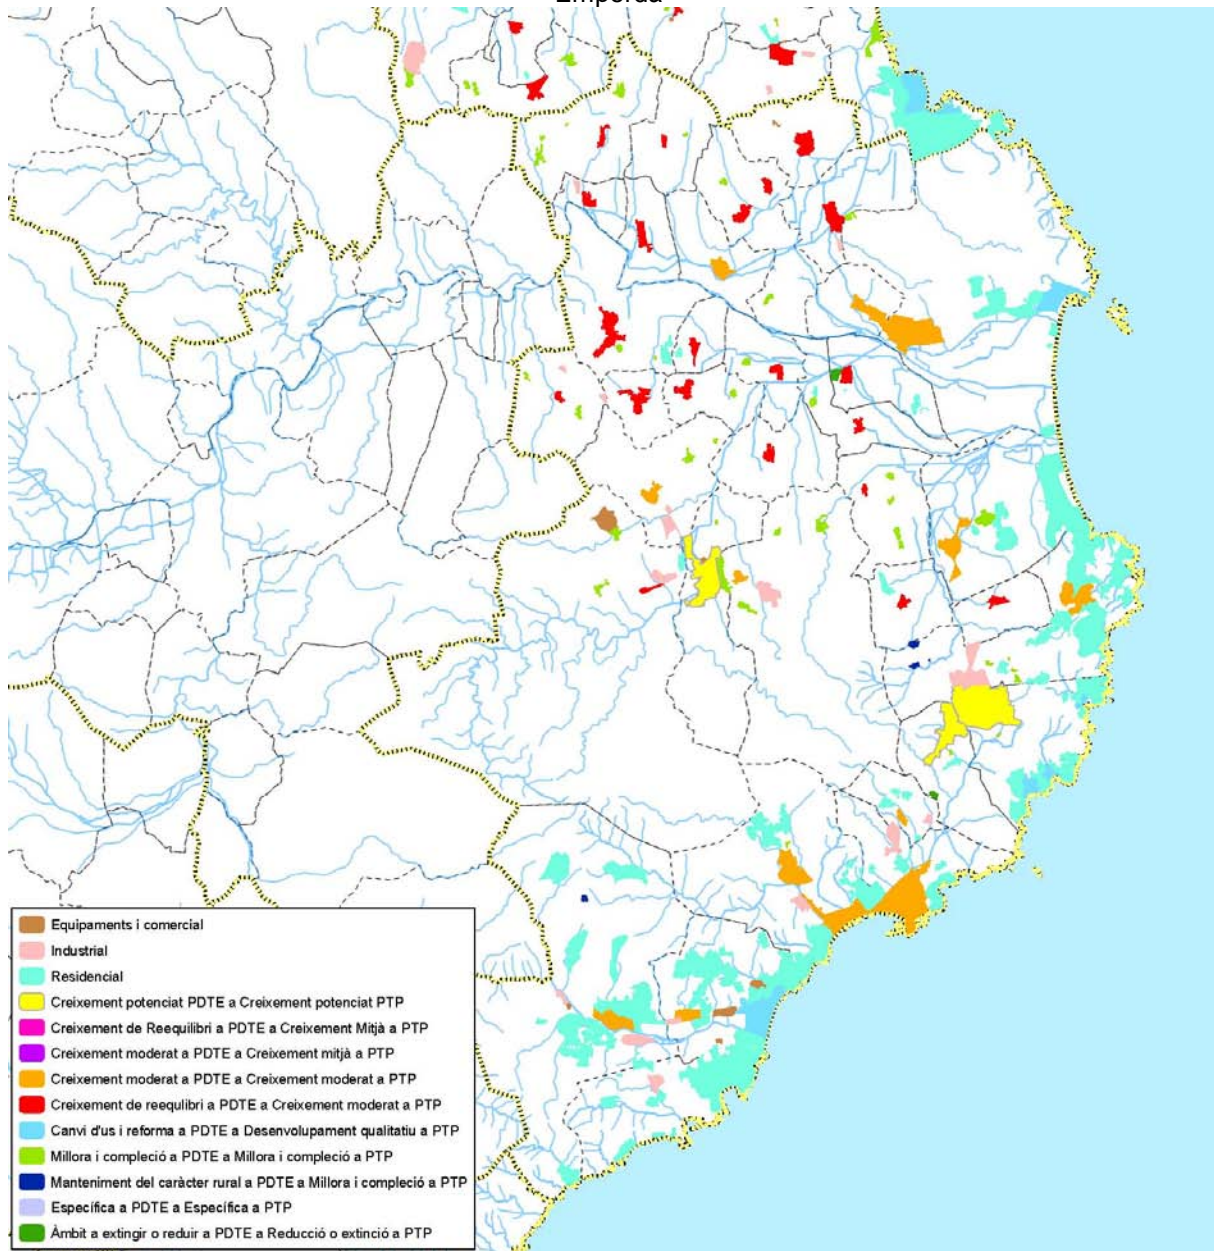 Empordà
Equipaments i comercial
Industrial
Residencial
Creixement potenciat PDTE a Creixement potenciat PTP
Creixement de Reequilibri a PDTE a Creixement Mitjà a PTP
Creixement moderat a PDTE a Creixement mitjà a PTP
Creixement moderat a PDTE a Creixement moderat a PTP
Creixement de reequlibri a PDTE a Creixement moderat a PTP
Canvi d'us i reforma a PDTE a Desenvolupament qualitatiu a PTP
Millora i compleció a PDTE a Millora i compleció a PTP
Manteniment del caràcter rural a PDTE a Millora i compleció a PTP
Específica a PDTE a Específica a PTP
Àmbit a extingir o reduir a PDTE a Reducció o extinció a PTP